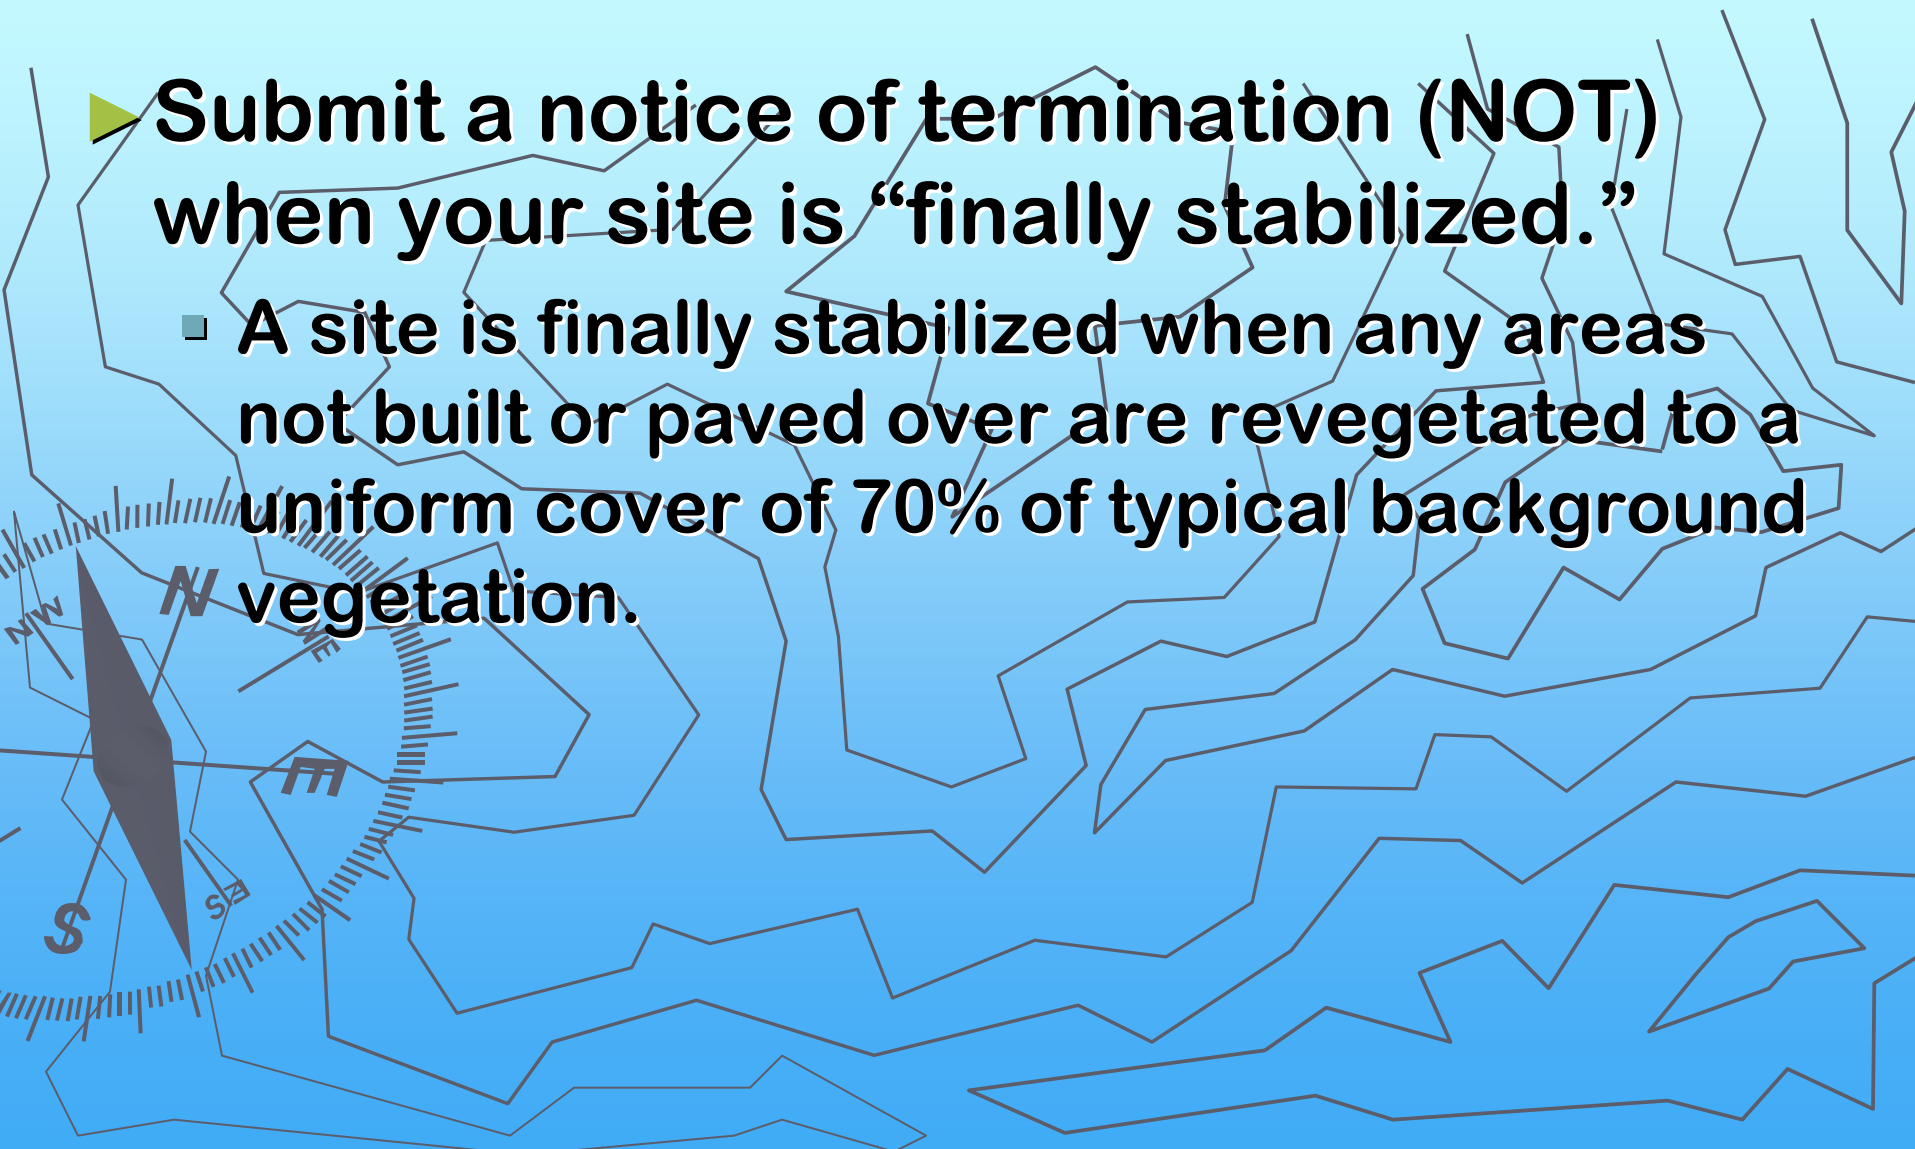 Submit a notice of termination (NOT)
when your site is “finally stabilized.”
A site is finally stabilized when any areas
not built or paved over are revegetated to a
uniform cover of 70% of typical background
vegetation.
N
NW
NE
E
SE
S